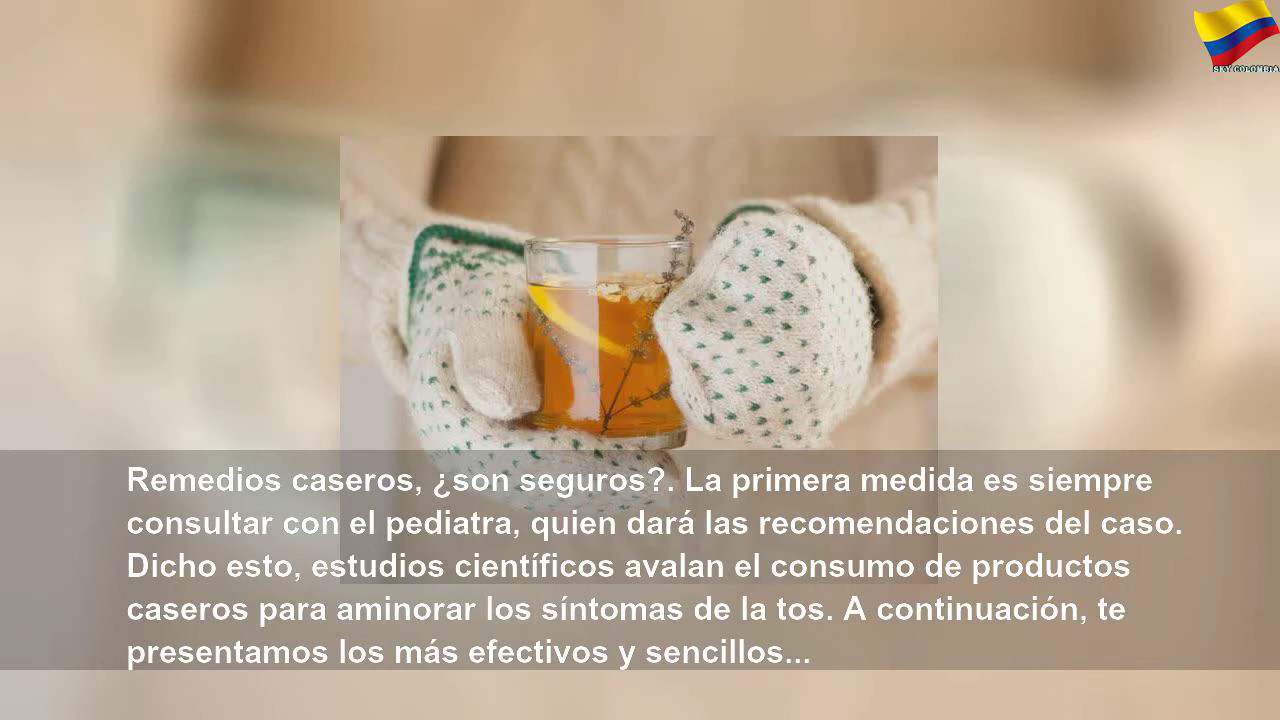 SKY COLOMBIA
Remedios caseros, ¿son seguros?. La primera medida es siempre
consultar con el pediatra, quien dará las recomendaciones del caso.
Dicho esto, estudios científicos avalan el consumo de productos
caseros para aminorar los síntomas de la tos. A continuación, te
presentamos los más efectivos y sencillos...